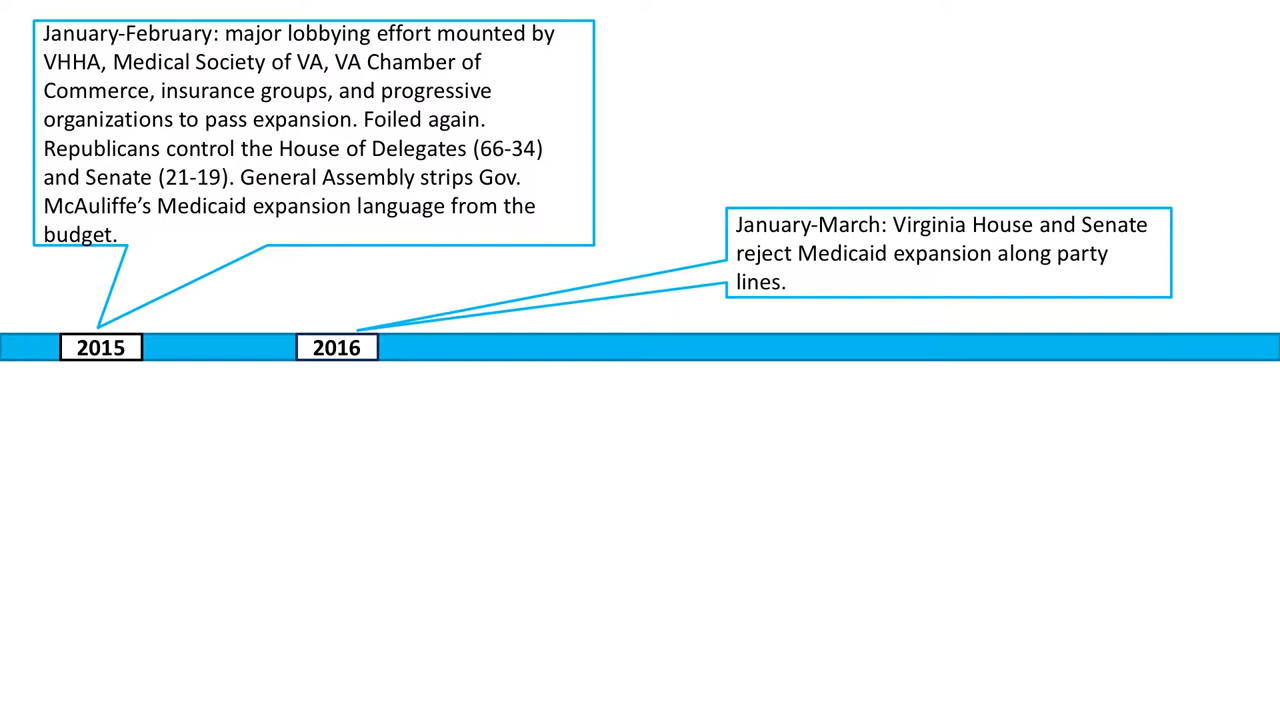 January-February: major lobbying effort mounted by
VHHA, Medical Society of VA, VA Chamber of
Commerce, insurance groups, and progressive
organizations to pass expansion. Foiled again.
Republicans control the House of Delegates (66-34)
and Senate (21-19). General Assembly strips Gov.
McAuliffe’s Medicaid expansion language from the
budget.
January-March: Virginia House and Senate
reject Medicaid expansion along party
lines.
2015
2016